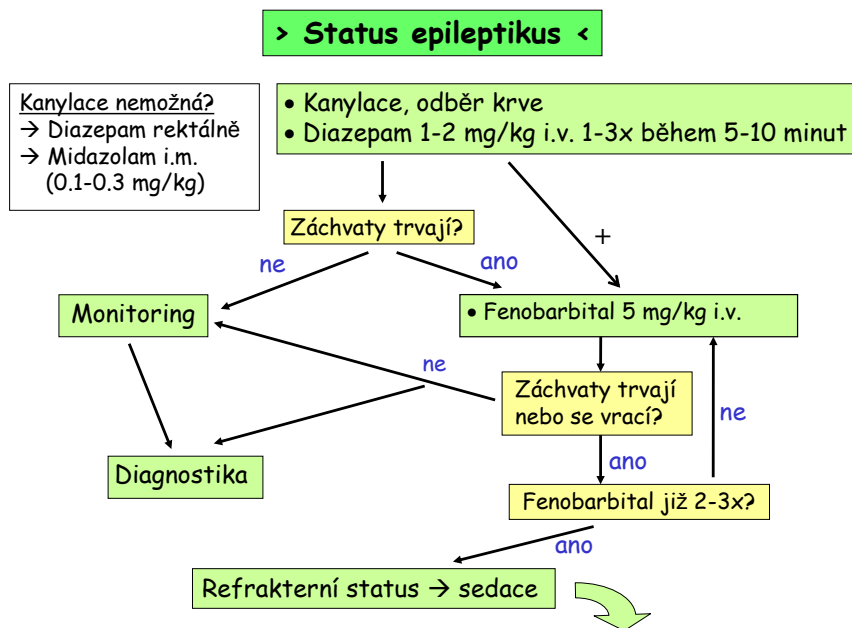 > Status epileptikus <
Kanylace nemožná?
→ Diazepam rektálně
→ Midazolam i.m.
(0.1-0.3 mg/kg)
• Kanylace, odběr krve
• Diazepam 1-2 mg/kg i.v. 1-3x během 5-10 minut
Záchvaty trvají?
+
ne
ano
Monitoring
• Fenobarbital 5 mg/kg i.v.
ne
Záchvaty trvají
nebo se vrací?
ne
Diagnostika
ano
Fenobarbital již 2-3x?
ano
Refrakterní status → sedace